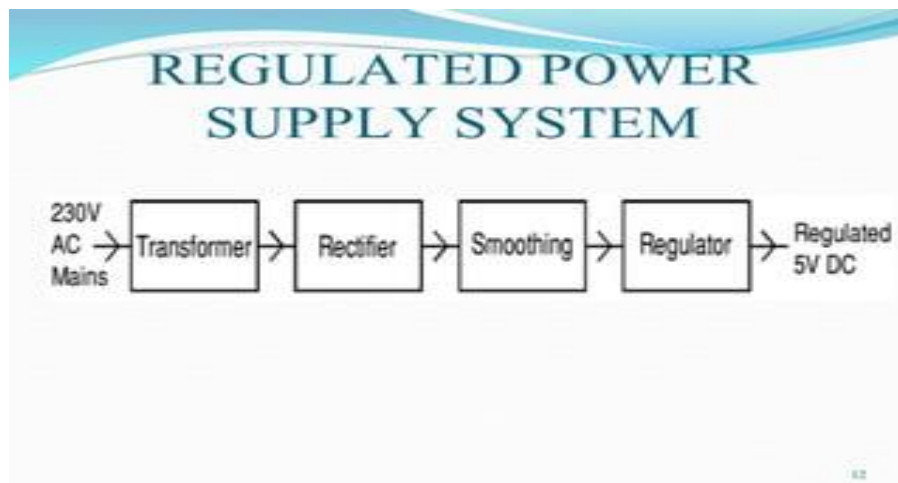 REGULATED POWER
SUPPLY SYSTEM
230V
AC
Mains
Transformer
Rectifier
Smoothing
Regulator
Regulated
5V DC